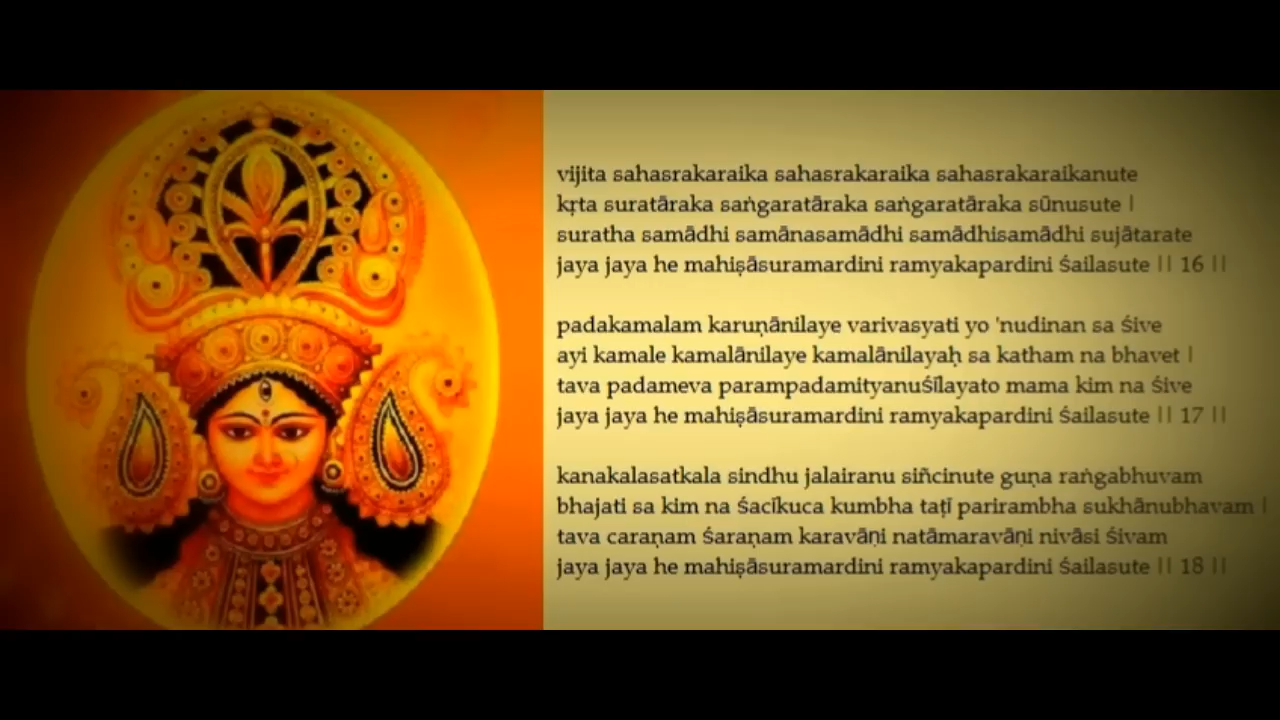 vijita sahasrakaraika sahasrakaraika sahasrakaraikanute
kṛta suratāraka saṅgaratāraka saṅgaratāraka sūnusute |
suratha samādhi samānasamādhi samādhisamādhi sujātarate
jaya jaya he mahiṣāsuramardini ramyakapardini śailasute || 16 ||
padakamalam karuṇānilaye varivasyati yo 'nudinan sa śive
ayi kamale kamalānilaye kamalānilayaḥ sa katham na bhavet |
tava padameva parampadamityanuśīlayato mama kim na śive
jaya jaya he mahiṣāsuramardini ramyakapardini śailasute || 17 ||
kanakalasatkala sindhu jalairanu siñcinute guṇa raṅgabhuvam
bhajati sa kim na śacīkuca kumbha taṭī parirambha sukhānubhavam |
tava caraṇam śaraṇam karavāṇi natāmaravāṇi nivāsi śivam
jaya jaya he mahiṣāsuramardini ramyakapardini śailasute || 18 ||